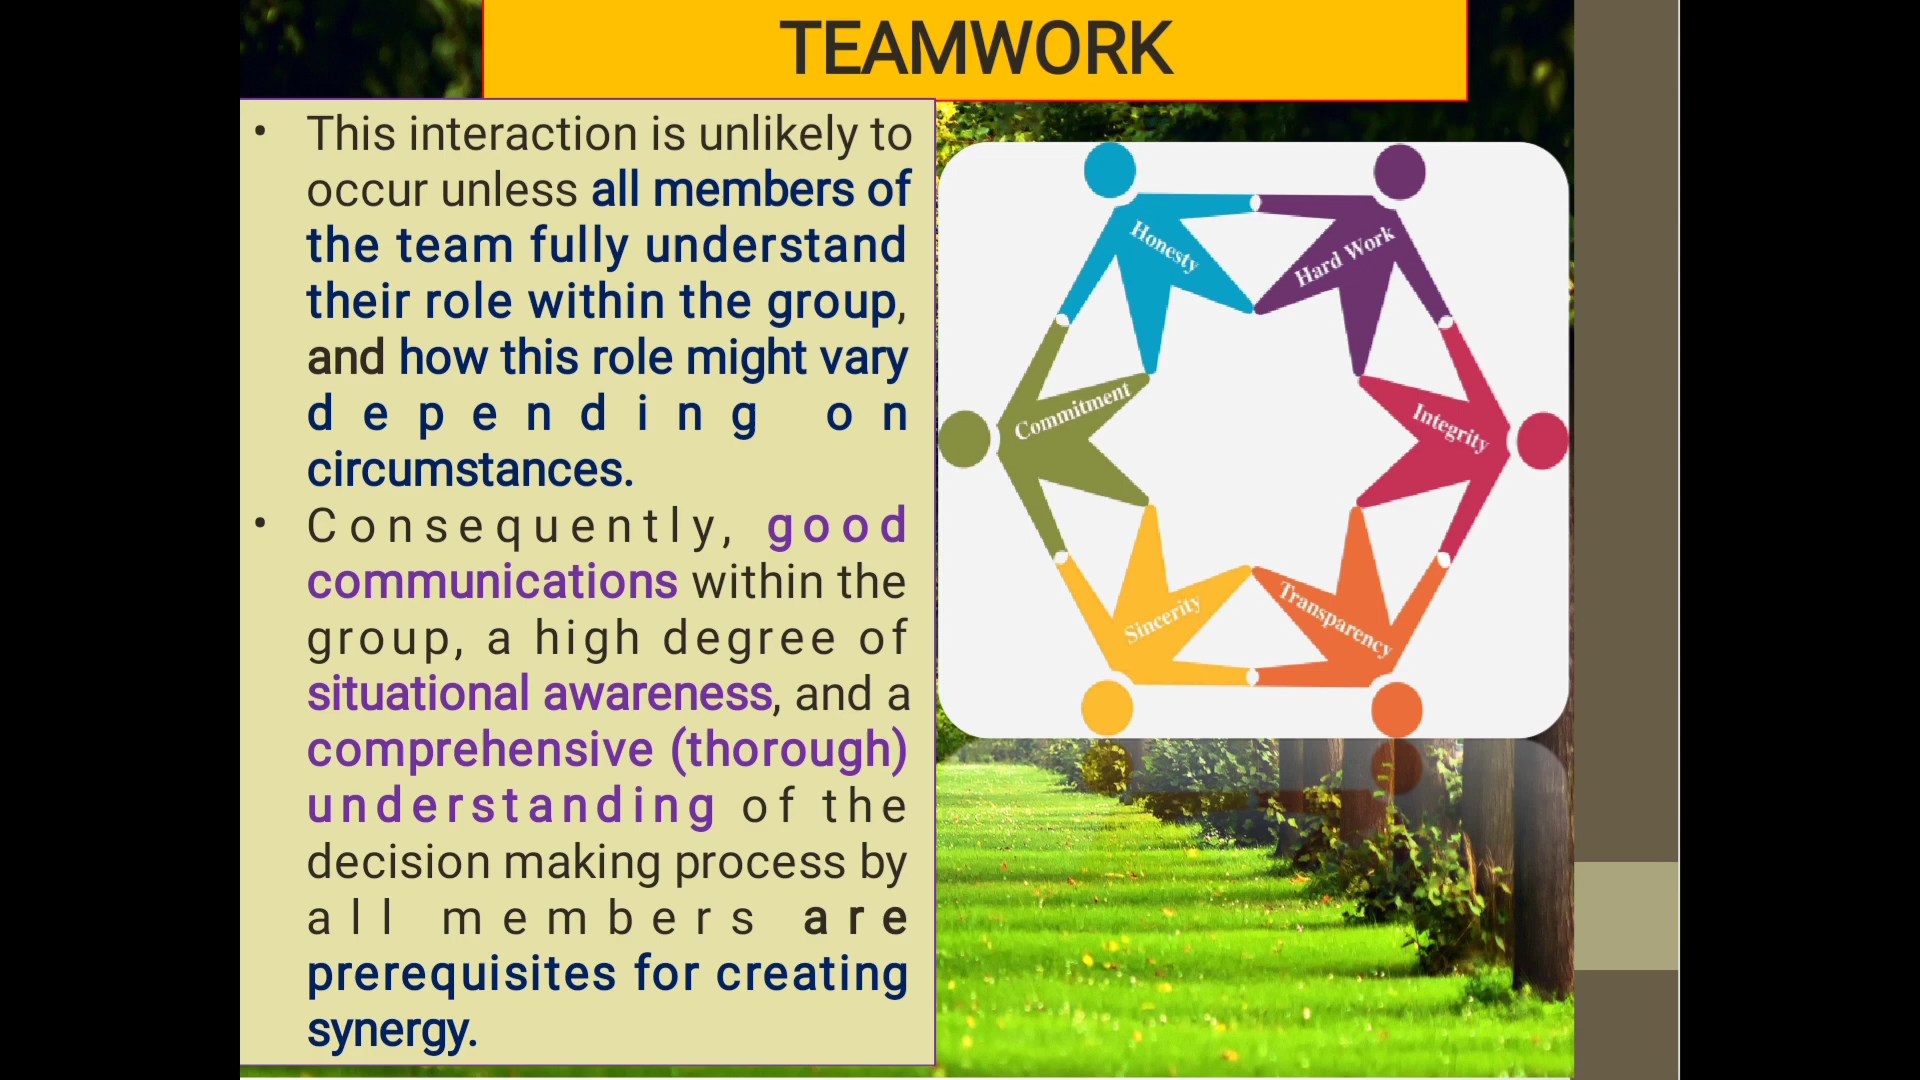 TEAMWORK
• This interaction is unlikely to
occur unless all members of
the team fully understand
their role within the group,
and how this role might vary
depending on
circumstances.
• Consequently, good
communications within the
group, a high degree of
situational awareness, and a
comprehensive (thorough)
understanding of the
decision making process by
all members are
prerequisites for creating
synergy.
Honesty
Hard Work
Commitment
Integrity
Sincerity
Transparency